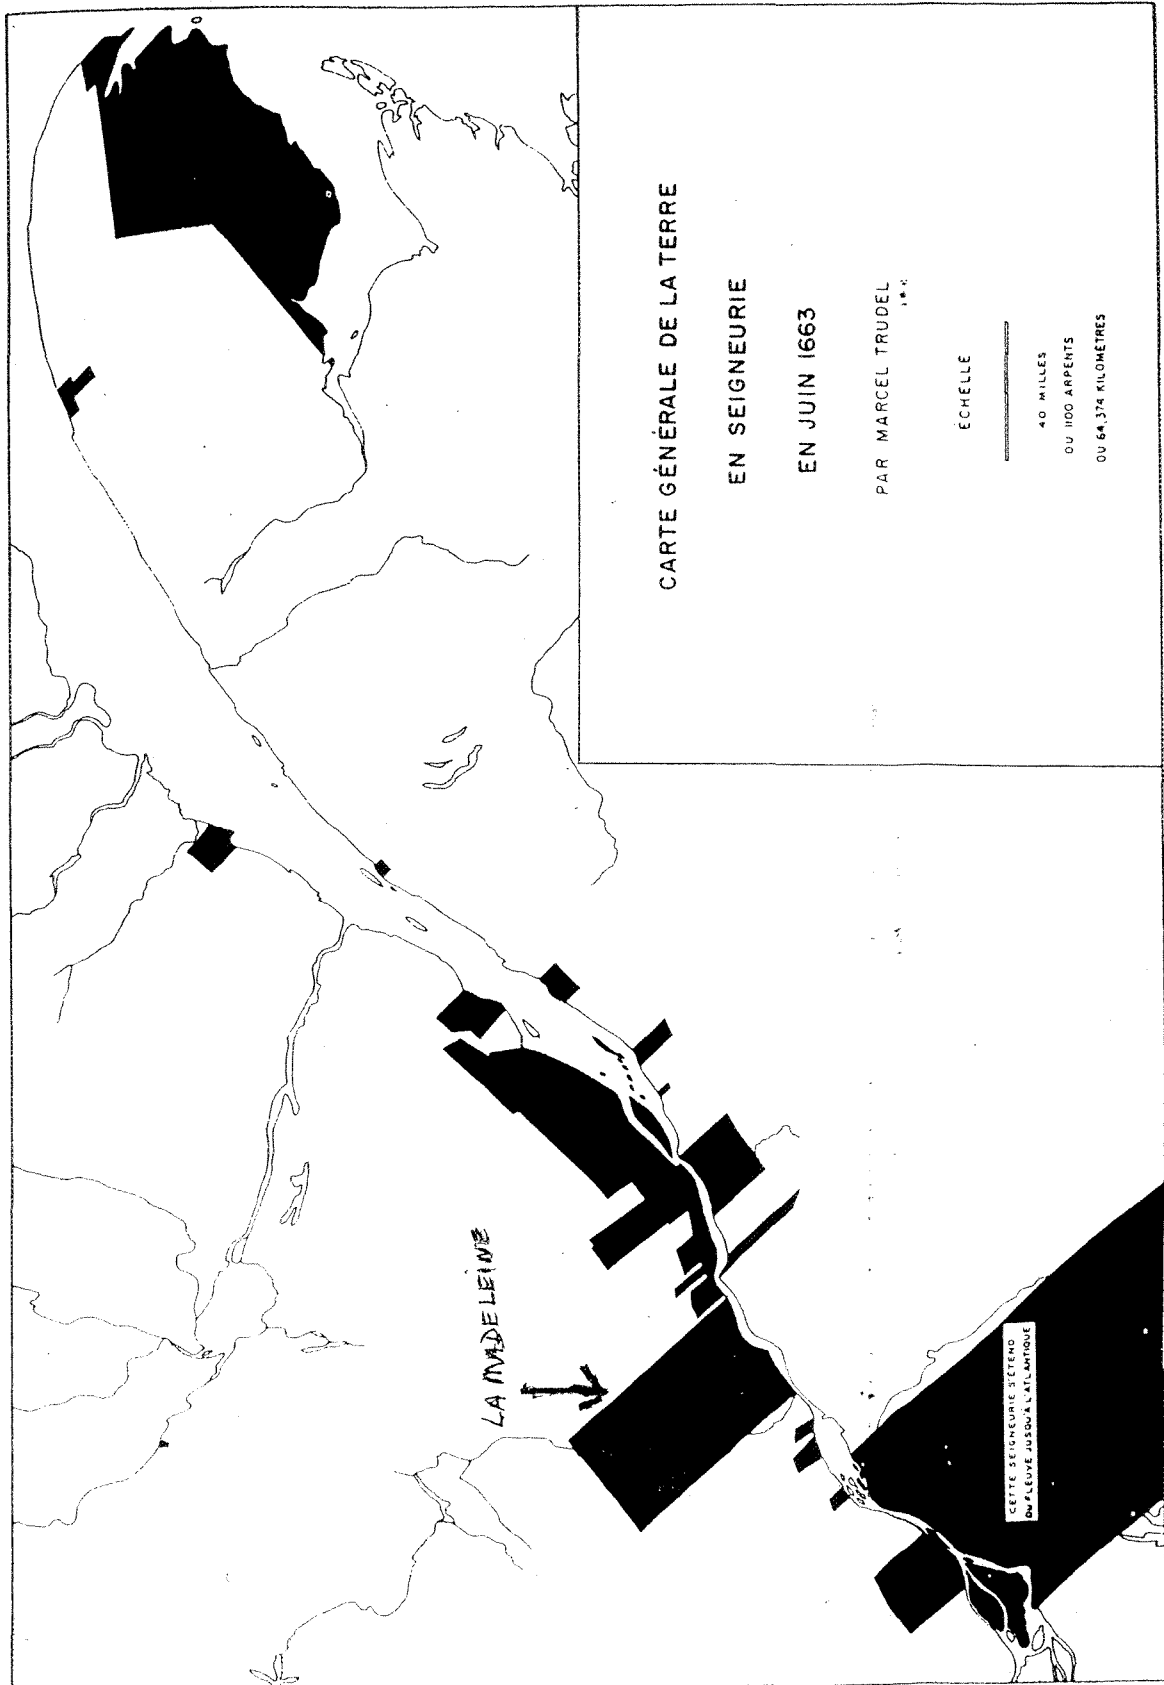 CARTE GÉNÉRALE DE LA TERRE
EN SEIGNEURIE
EN JUIN 1663
PAR MARCEL TRUDEL
ÉCHELLE
40 MILLES
OU 1100 ARPENTS
OU 64,374 KILOMÈTRES
LA MADELEINE
CETTE SEIGNEURIE S'ÉTEND
DU FLEUVE JUSQU'À L'ATLANTIQUE